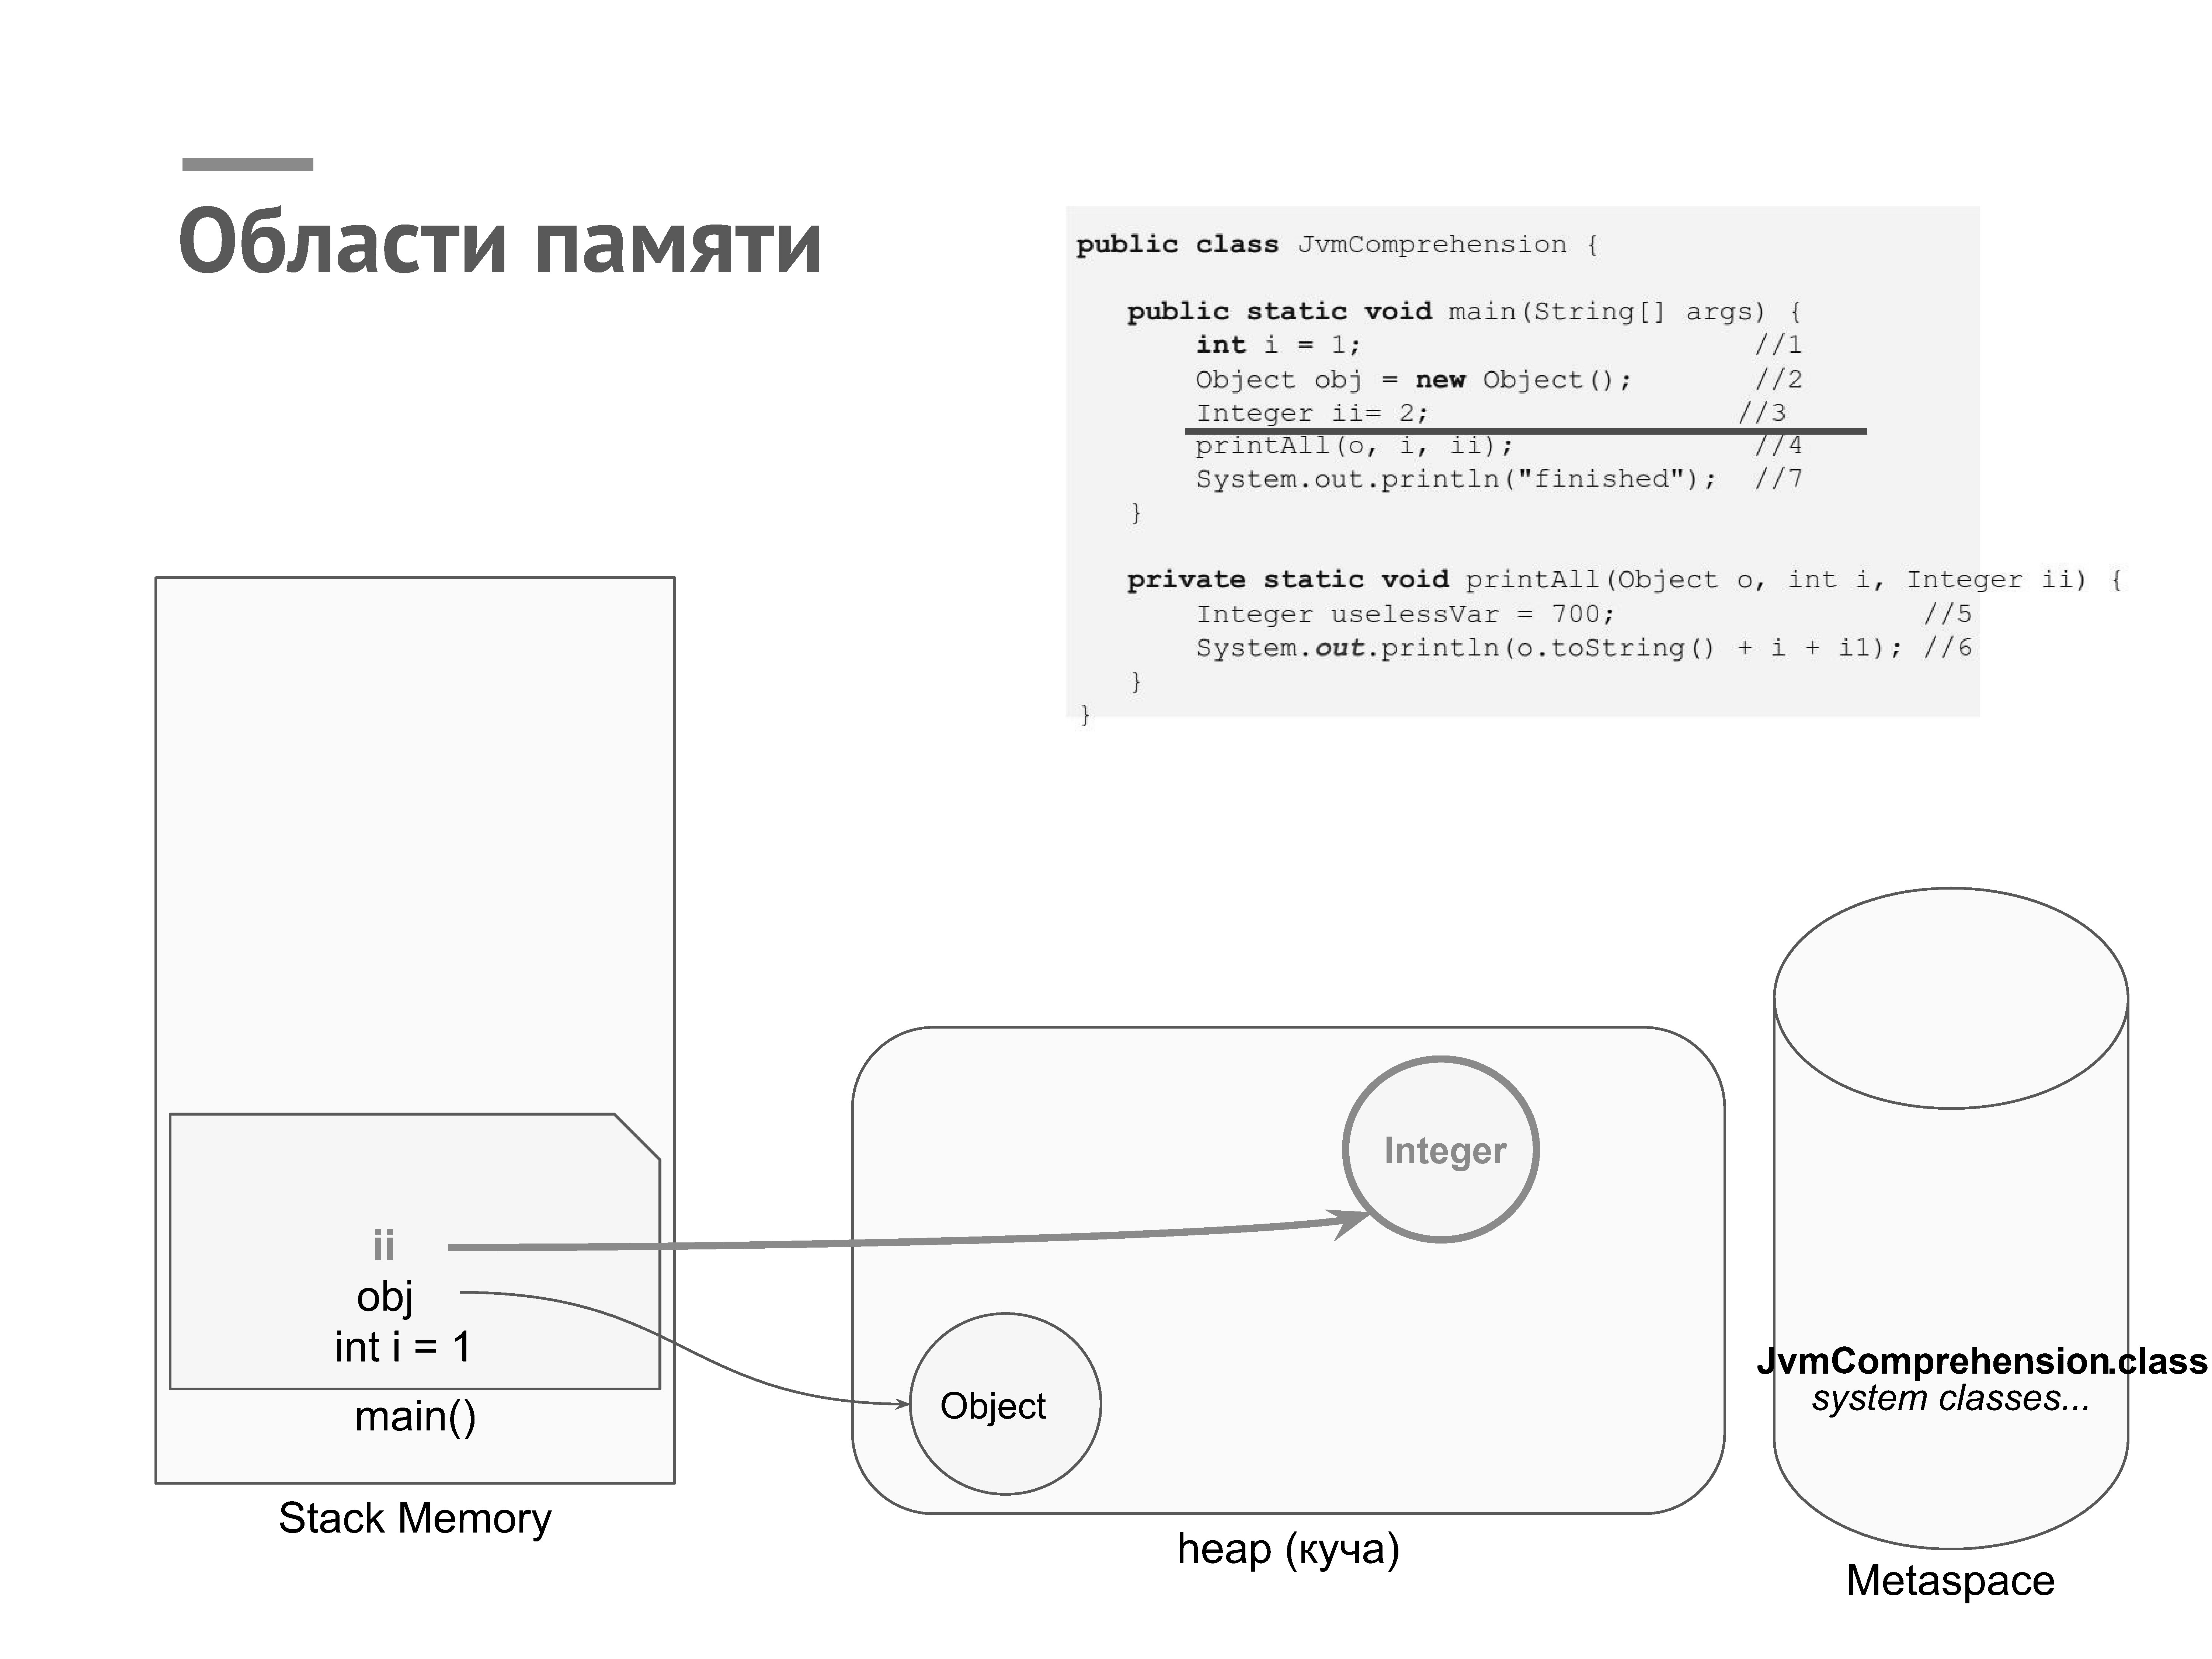 Области памяти
public class JvmComprehension {
public static void main(String[] args) {
int i = 1; //1
Object obj = new Object(); //2
Integer ii= 2; //3
printAll(o, i, ii); //4
System.out.println("finished"); //7
}
private static void printAll(Object o, int i, Integer ii) {
Integer uselessVar = 700; //5
System.out.println(o.toString() + i + i1); //6
}
}
ii
obj
int i = 1
main()
Stack Memory
Integer
Object
heap (куча)
JvmComprehension.class
system classes...
Metaspace